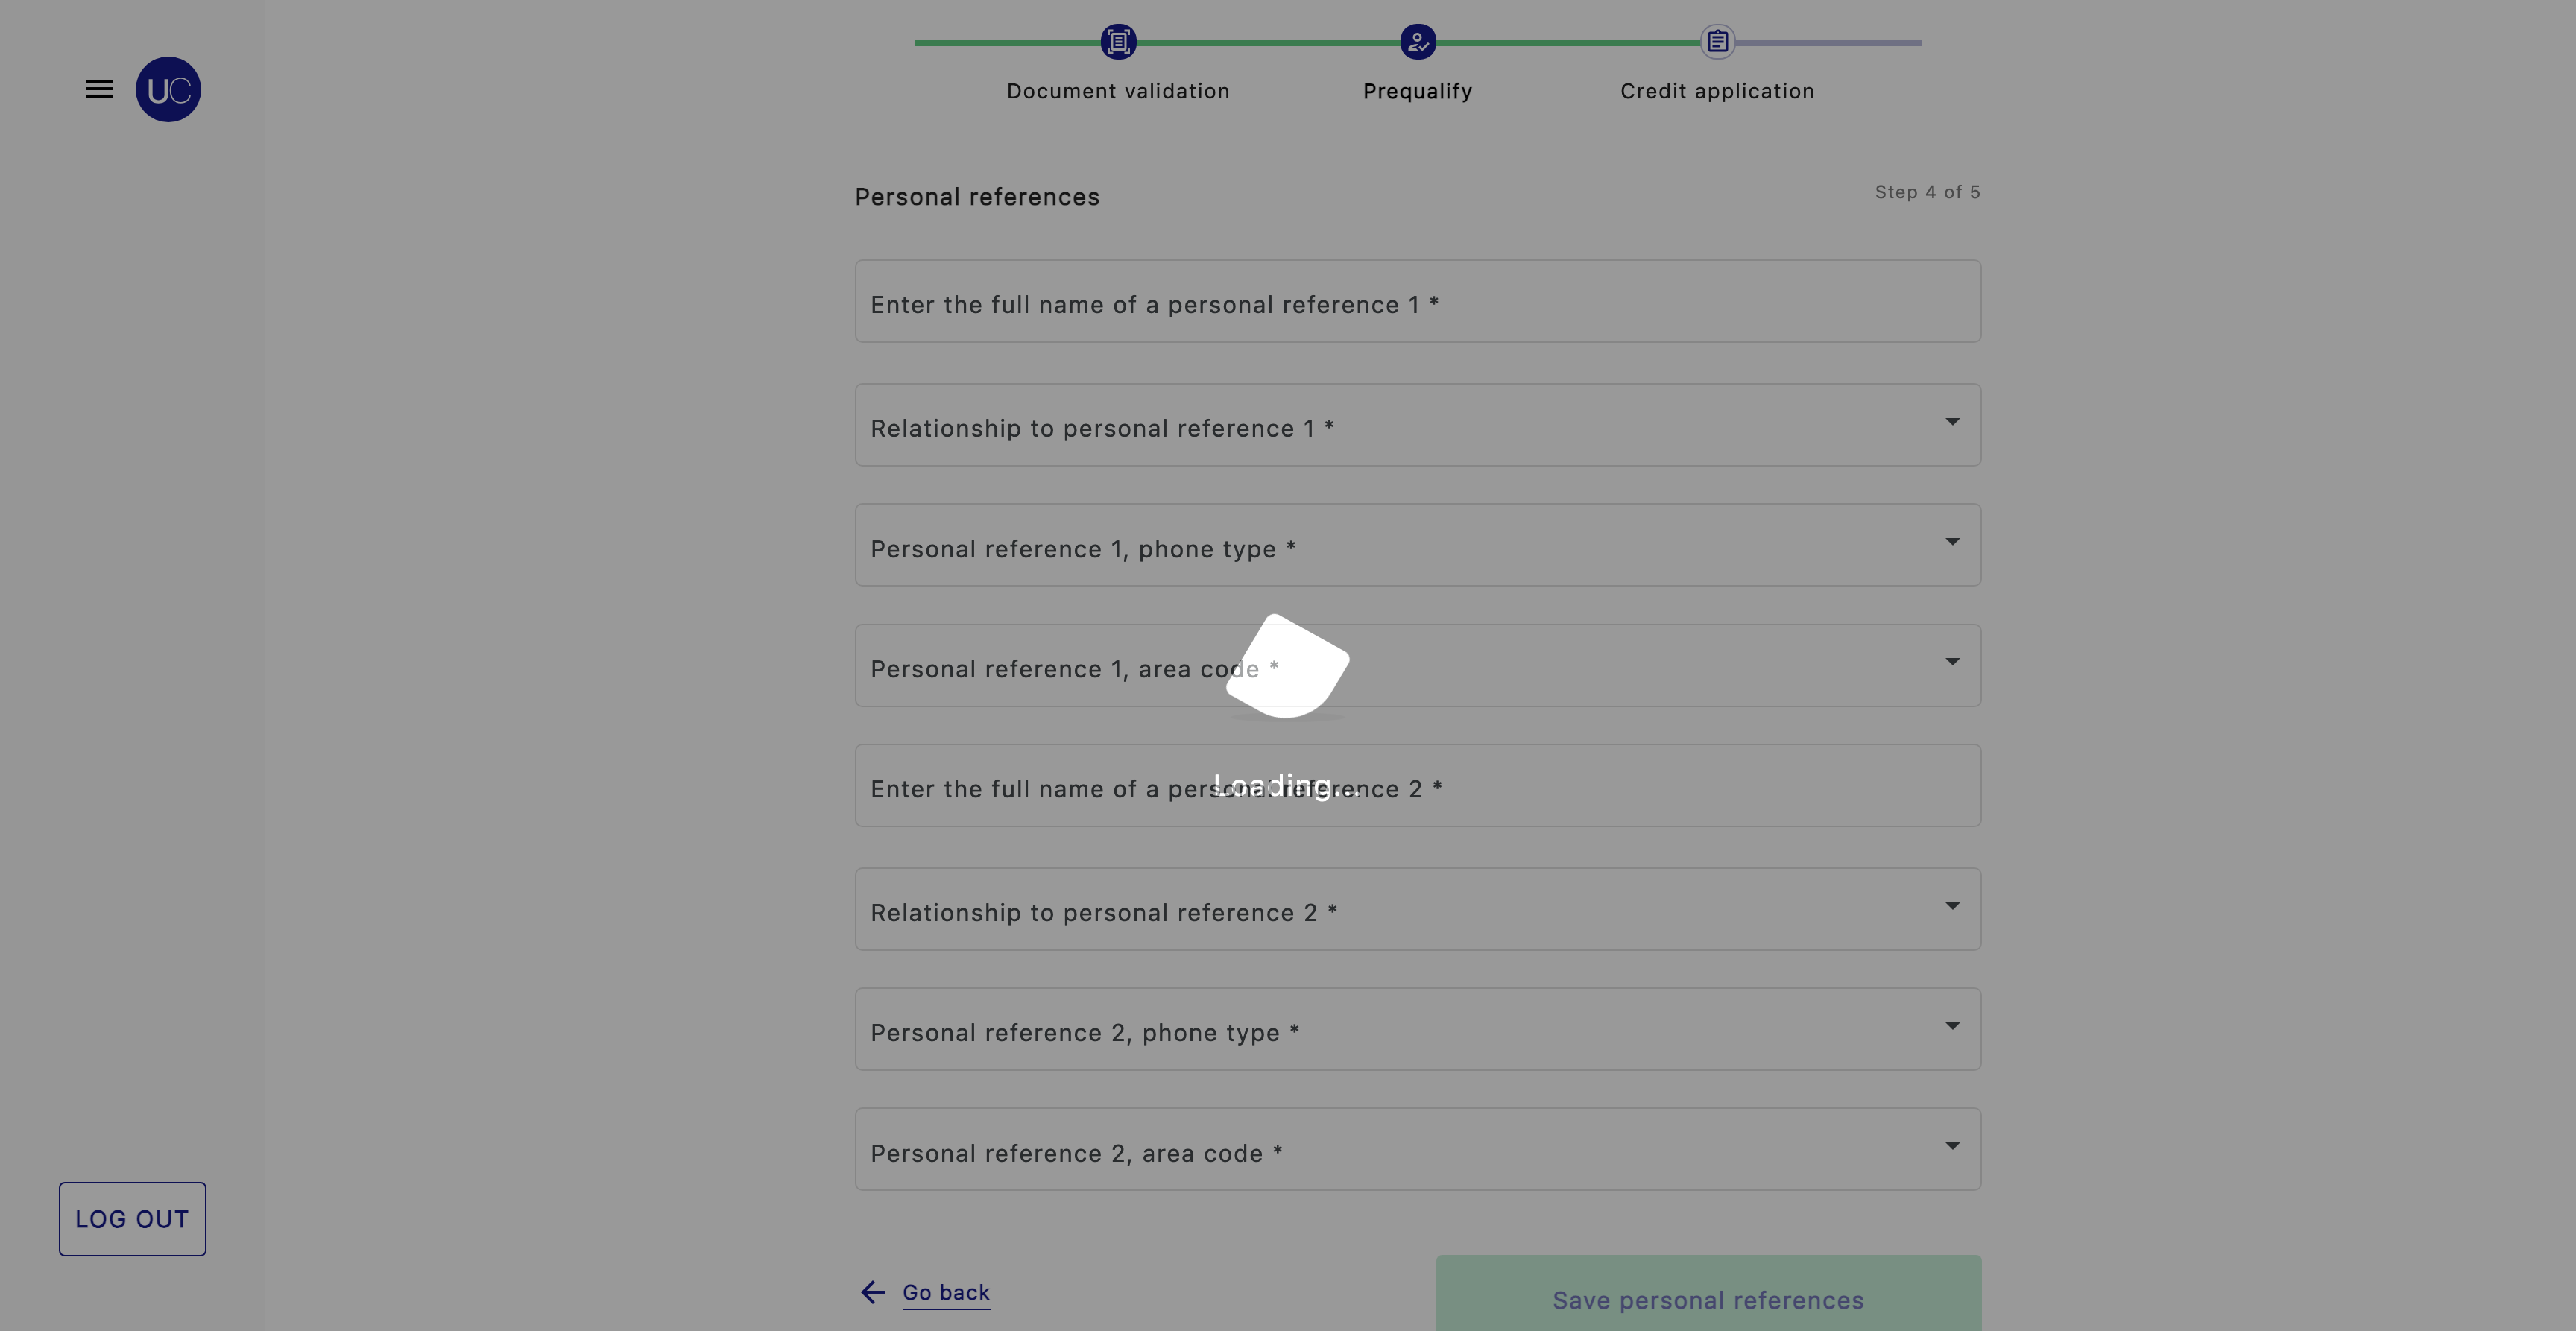 UC
Document validation
Prequalify
Credit application
Personal references
Step 4 of 5
Enter the full name of a personal reference 1 *
Relationship to personal reference 1 *
Personal reference 1, phone type *
Personal reference 1, area code *
Loading...
Enter the full name of a personal reference 2 *
Relationship to personal reference 2 *
Personal reference 2, phone type *
Personal reference 2, area code *
LOG OUT
Go back
Save personal references